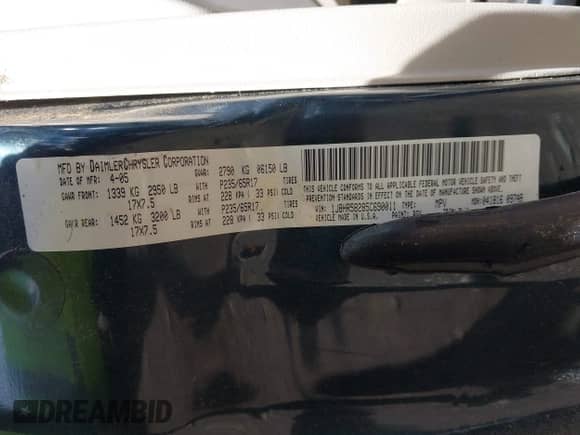 MFD BY DAIMLERCHRYSLER CORPORATION
DATE OF MFR 4-05 GVWR: 2790 KG 06150 LB
GAWR FRONT: 1339 KG 2950 LB WITH P235/65R17 TIRES
17X7.5 RIMS AT 228 KPA 33 PSI COLD
GAWR REAR: 1452 KG 3200 LB WITH P235/65R17 TIRES
17X7.5 RIMS AT 228 KPA 33 PSI COLD
THIS VEHICLE CONFORMS TO ALL APPLICABLE FEDERAL MOTOR VEHICLE SAFETY AND THEFT
PREVENTION STANDARDS IN EFFECT ON THE DATE OF MANUFACTURE SHOWN ABOVE.
VIN: TYPE: MPV MDH: 041816
MADE IN U.S.A. PAINT:
DREAMBID